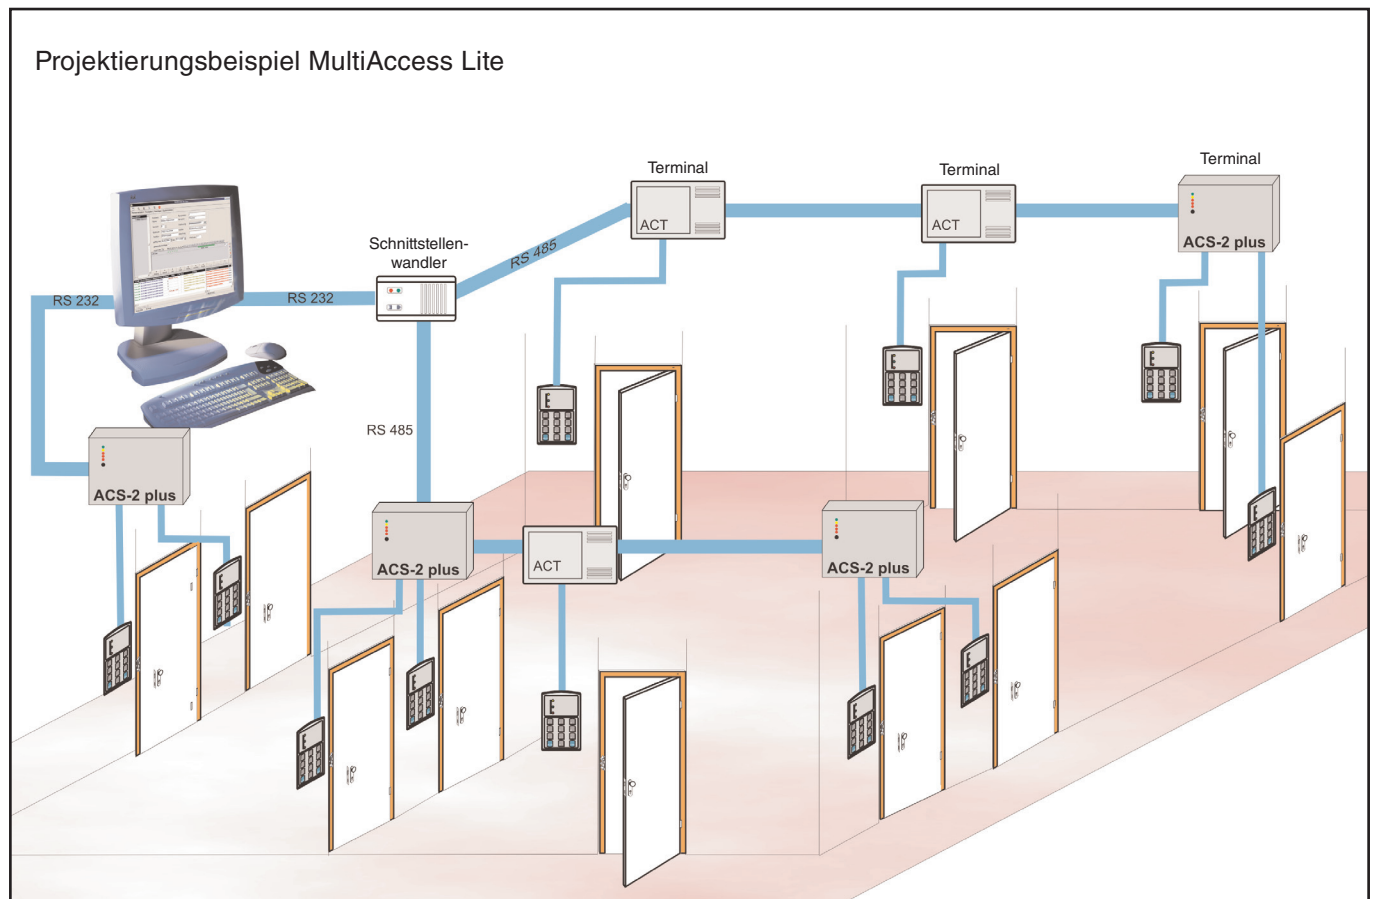 Projektierungsbeispiel MultiAccess Lite
Terminal
Terminal
Terminal
ACT
ACT
ACS-2 plus
Schnittstellen-
wandler
RS 485
RS 232
RS 232
RS 485
ACS-2 plus
ACS-2 plus
ACT
ACS-2 plus